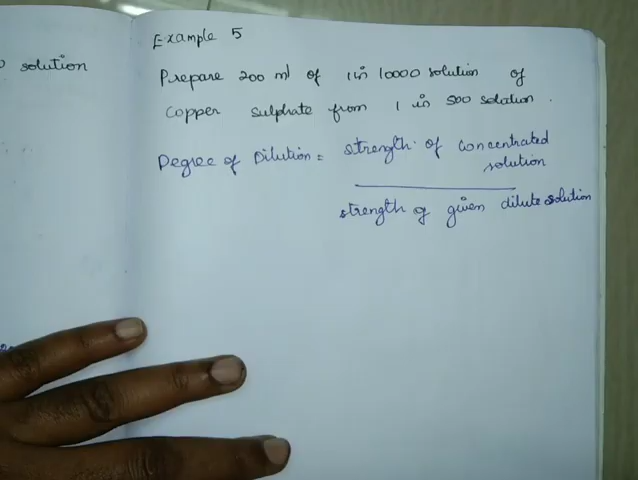 solution
Example 5
Prepare 200 ml of 1 in 10000 solution of
Copper sulphate from 1 in 500 solution.
Degree of Dilution = strength of concentrated
solution
strength of given dilute solution